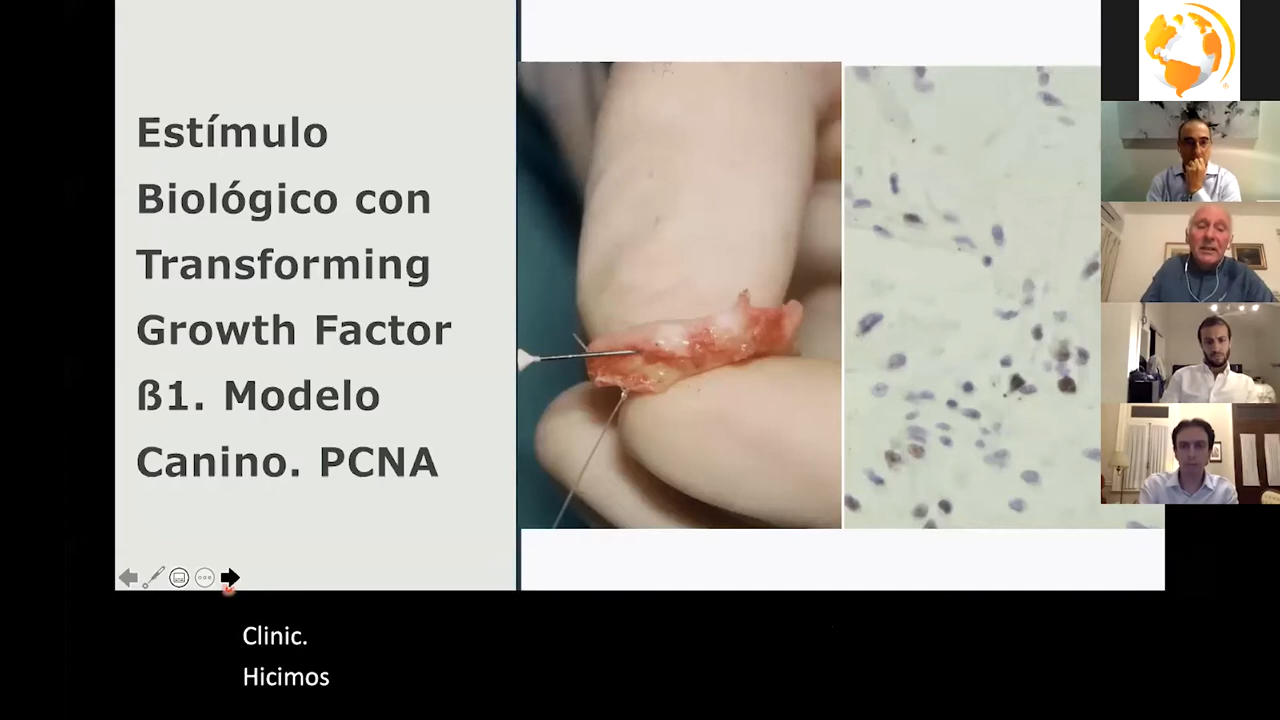 Estímulo
Biológico con
Transforming
Growth Factor
ß1. Modelo
Canino. PCNA
Clinic.
Hicimos